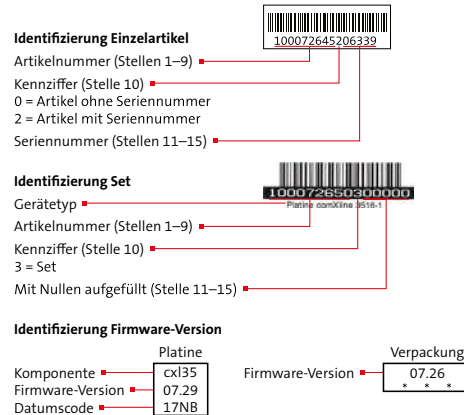 Identifizierung Einzelartikel
100072645206339
Artikelnummer (Stellen 1–9)
Kennziffer (Stelle 10)
0 = Artikel ohne Seriennummer
2 = Artikel mit Seriennummer
Seriennummer (Stellen 11–15)
Identifizierung Set
100072650300000
Gerätetyp
Platine comXline 3516-1
Artikelnummer (Stellen 1–9)
Kennziffer (Stelle 10)
3 = Set
Mit Nullen aufgefüllt (Stelle 11–15)
Identifizierung Firmware-Version
Platine
Verpackung
Komponente
cxl35
Firmware-Version
07.26
* * *
Firmware-Version
07.29
Datumscode
17NB